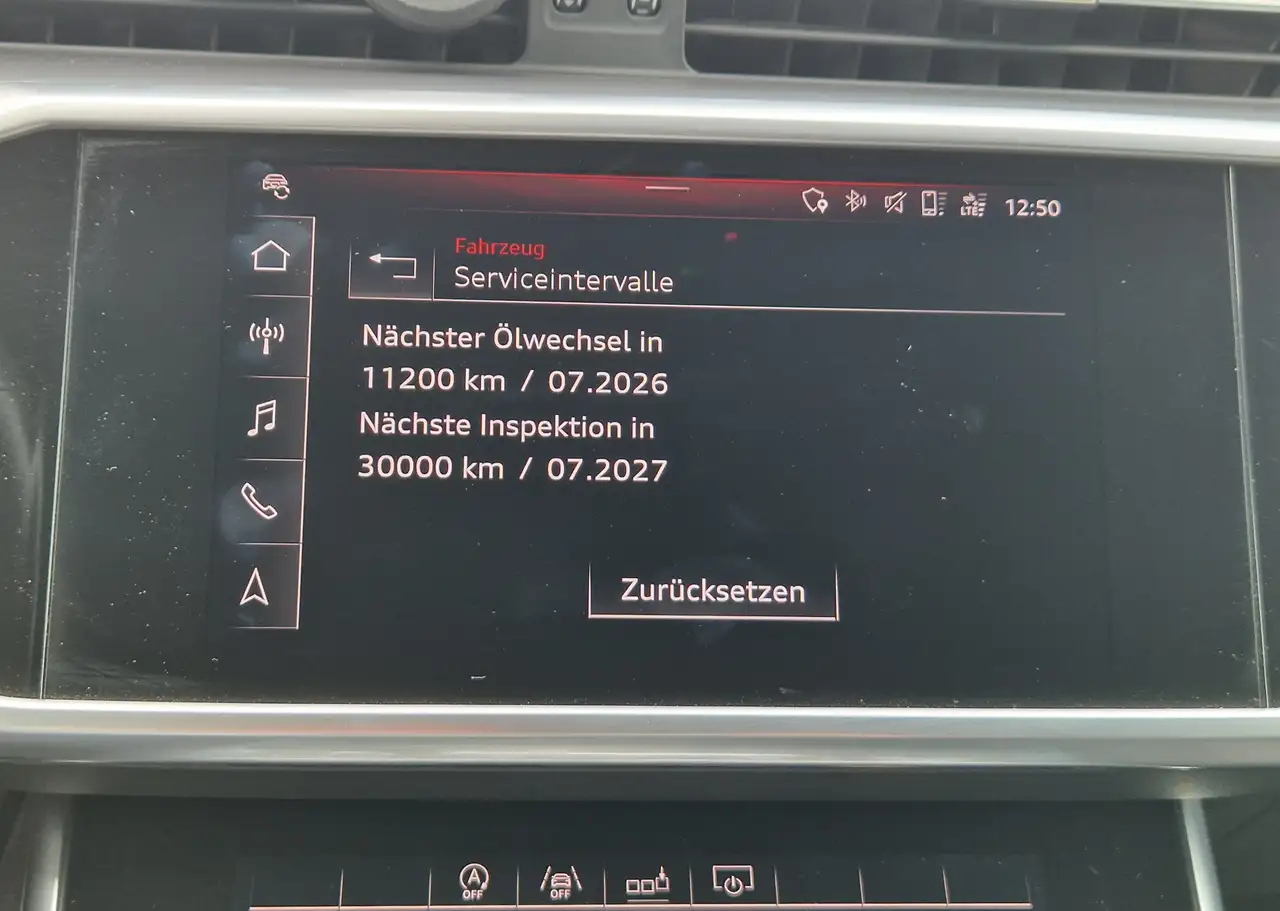 LTE
12:50
Fahrzeug
Serviceintervalle
Nächster Ölwechsel in
11200 km / 07.2026
Nächste Inspektion in
30000 km / 07.2027
Zurücksetzen
A
OFF
OFF